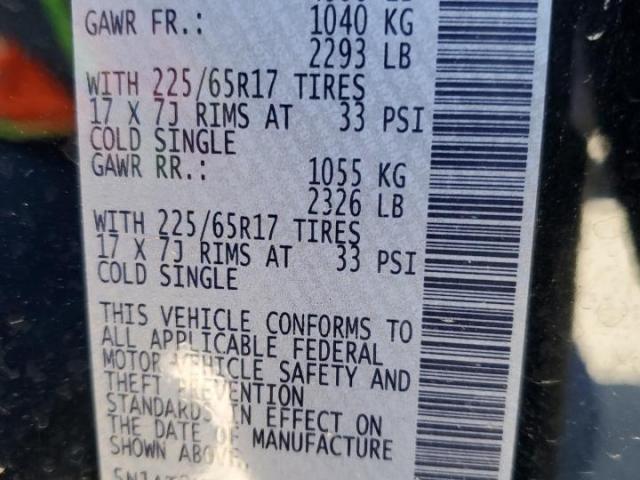 GAWR FR.: 1040 KG
2293 LB
WITH 225/65R17 TIRES
17 X 7J RIMS AT 33 PSI
COLD SINGLE
GAWR RR.: 1055 KG
2326 LB
WITH 225/65R17 TIRES
17 X 7J RIMS AT 33 PSI
COLD SINGLE
THIS VEHICLE CONFORMS TO
ALL APPLICABLE FEDERAL
MOTOR VEHICLE SAFETY AND
THEFT PREVENTION
STANDARDS IN EFFECT ON
THE DATE OF MANUFACTURE
SHOWN ABOVE.